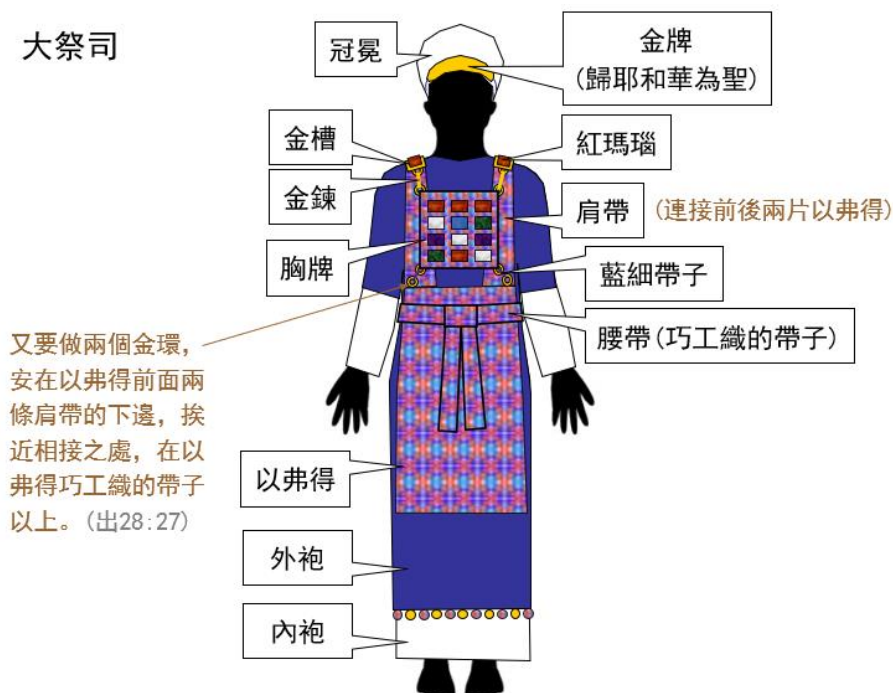 大祭司
冠冕
金牌
(歸耶和華為聖)
金槽
紅瑪瑙
金鍊
肩帶 (連接前後兩片以弗得)
胸牌
藍細帶子
腰帶(巧工織的帶子)
又要做兩個金環，
安在以弗得前面兩
條肩帶的下邊，挨
近相接之處，在以
弗得巧工織的帶子
以上。(出28:27)
以弗得
外袍
內袍